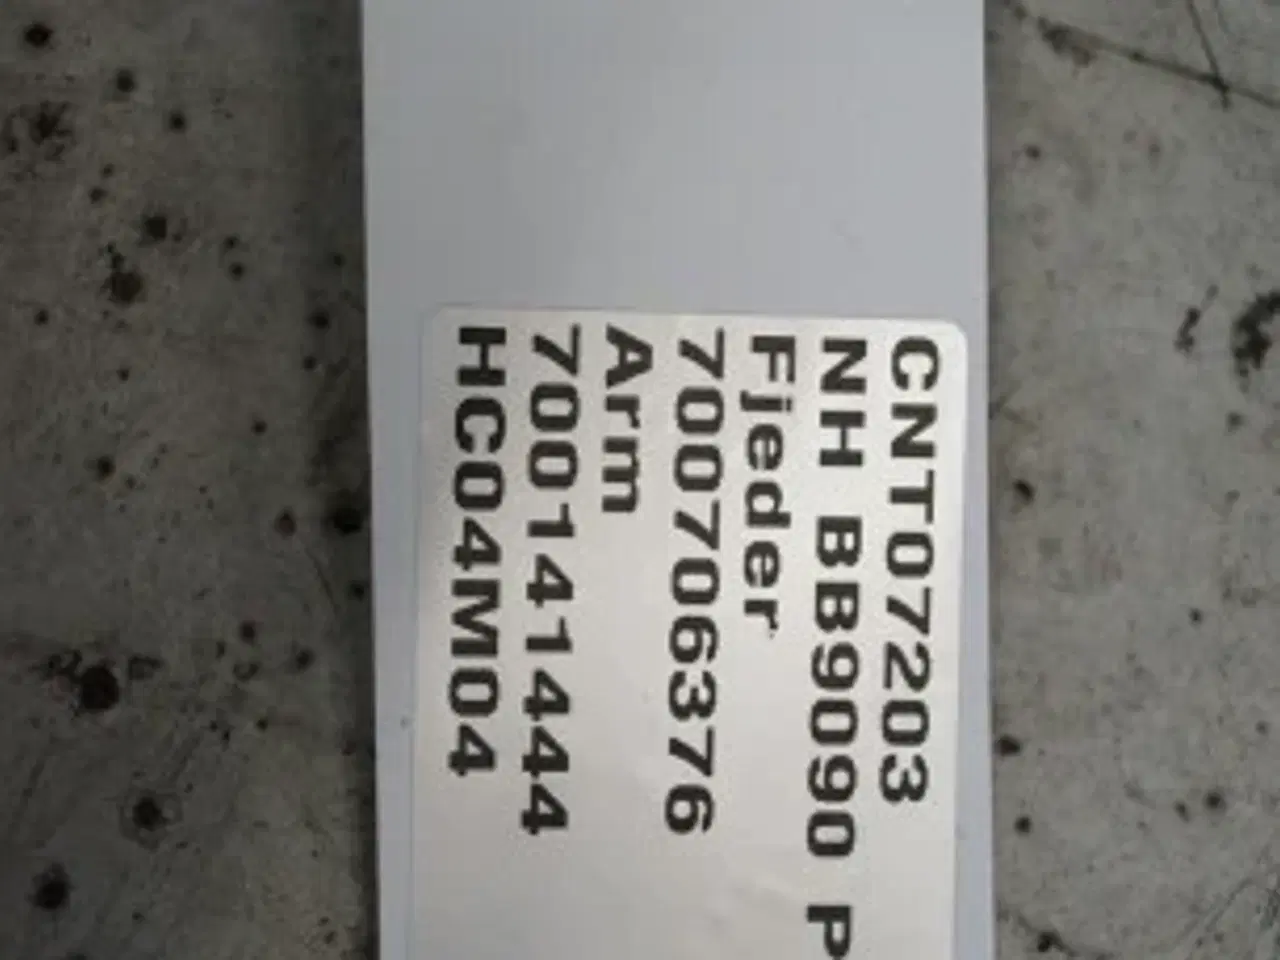 CNT07203
NH BB9090 P
Fjeder
700706376
Arm
700141444
HC04M04